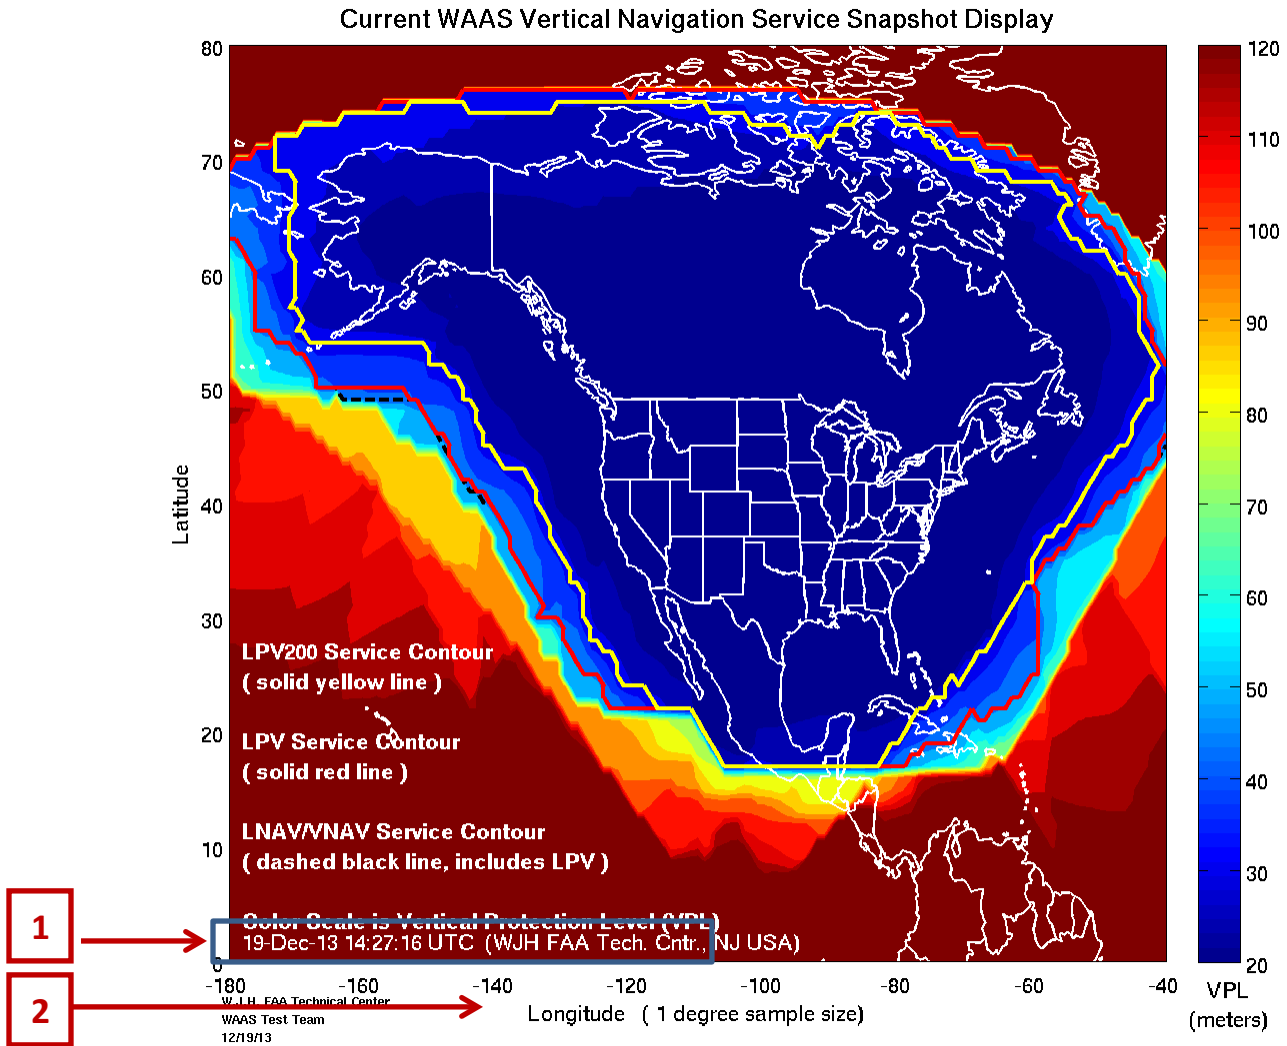 Current WAAS Vertical Navigation Service Snapshot Display
80
70
60
50
40
30
20
10
0
Latitude
LPV200 Service Contour
( solid yellow line )
LPV Service Contour
( solid red line )
LNAV/VNAV Service Contour
( dashed black line, includes LPV )
Color Scale is Vertical Protection Level (VPL)
19-Dec-13 14:27:16 UTC (WJH FAA Tech. Cntr., NJ USA)
1
2
-180 -160 -140 -120 -100 -80 -60 -40
Longitude ( 1 degree sample size)
W.J.H. FAA Technical Center
WAAS Test Team
12/19/13
120
110
100
90
80
70
60
50
40
30
20
VPL
(meters)